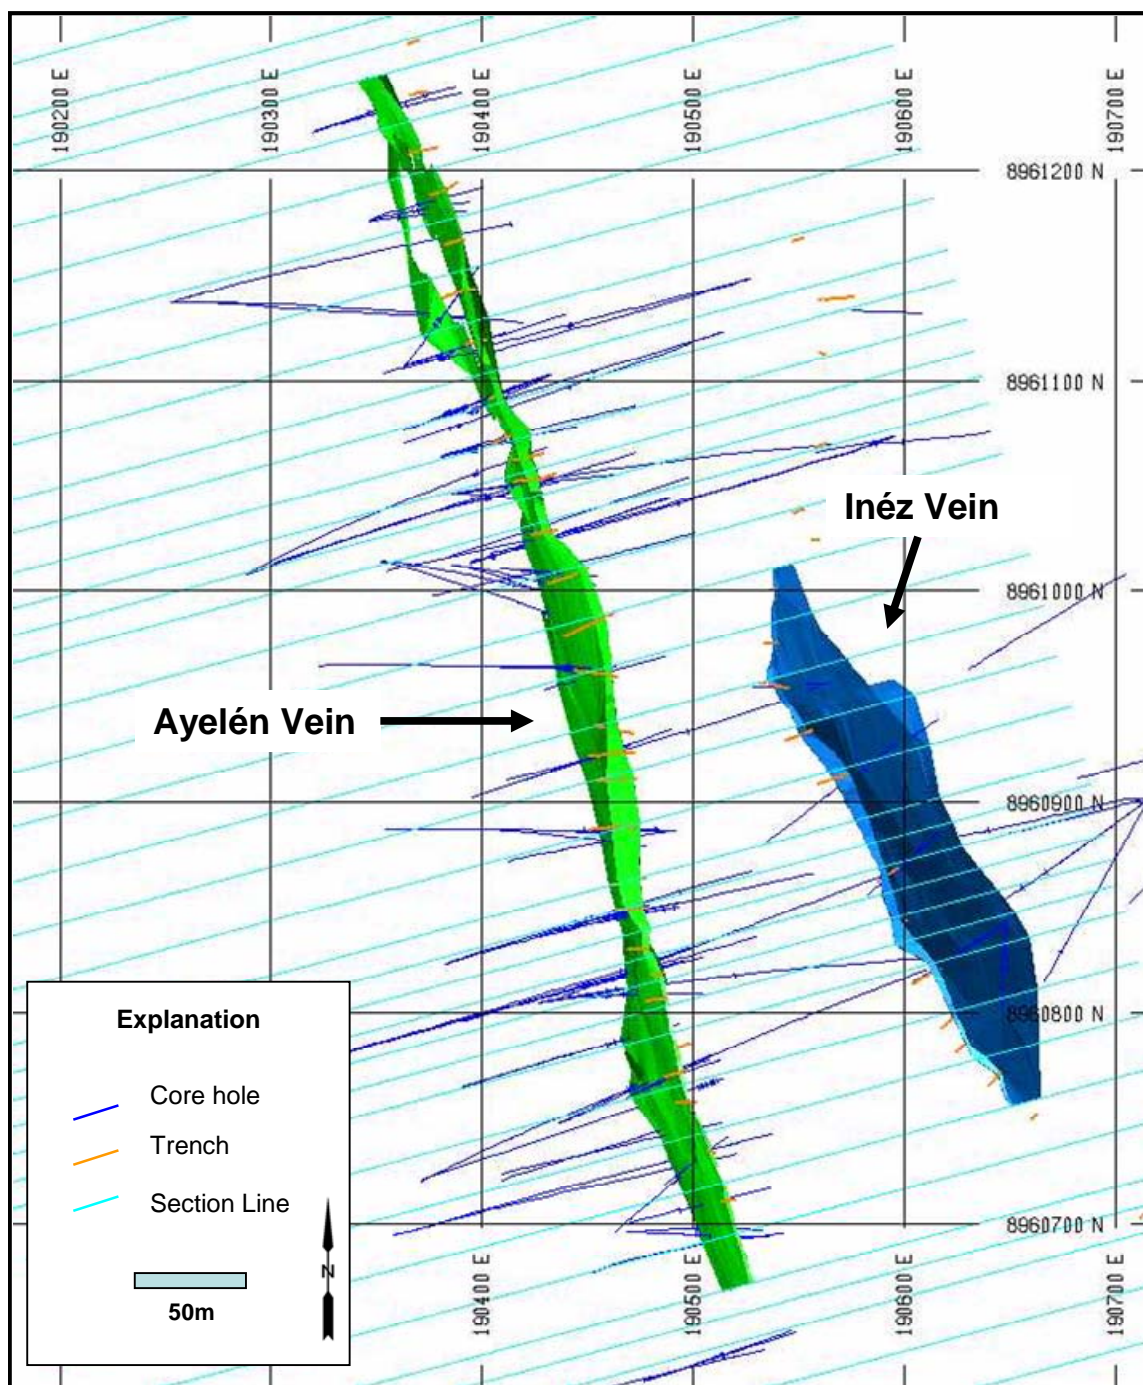 190200 E
190300 E
190400 E
190500 E
190600 E
190700 E
8961200 N
8961100 N
Inéz Vein
8961000 N
Ayelén Vein
8960900 N
8960800 N
Explanation
Core hole
Trench
Section Line
N
50m
8960700 N
190400 E
190500 E
190600 E
190700 E